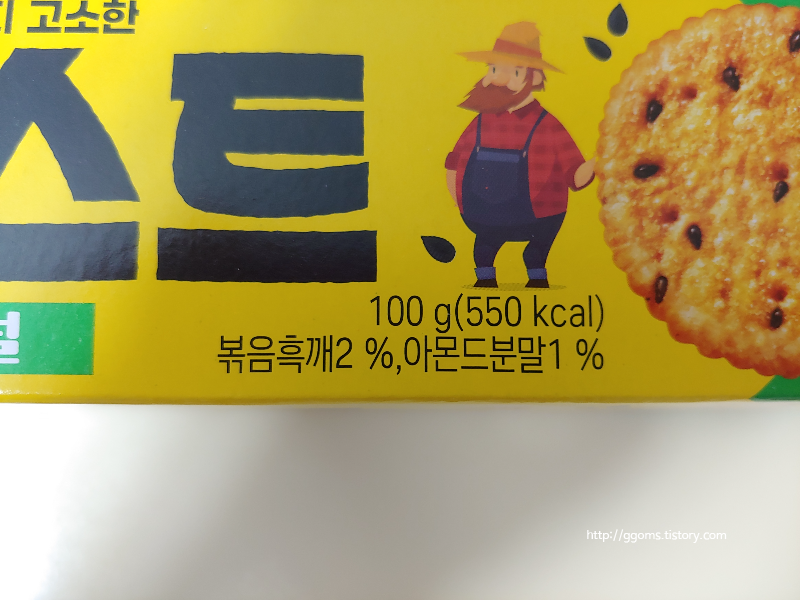 고소한
스트
100 g(550 kcal)
볶음흑깨2 %,아몬드분말1 %
http://ggoms.tistory.com